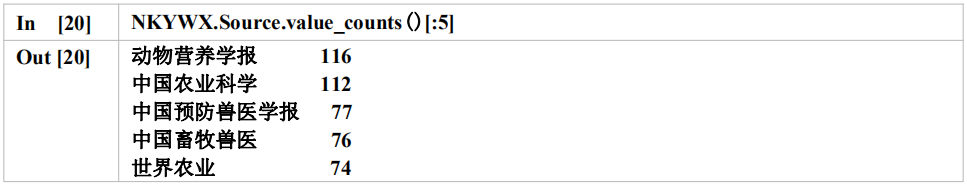 In [20] NKYWX.Source.value_counts()[:5]
Out [20] 动物营养学报 116
中国农业科学 112
中国预防兽医学报 77
中国畜牧兽医 76
世界农业 74